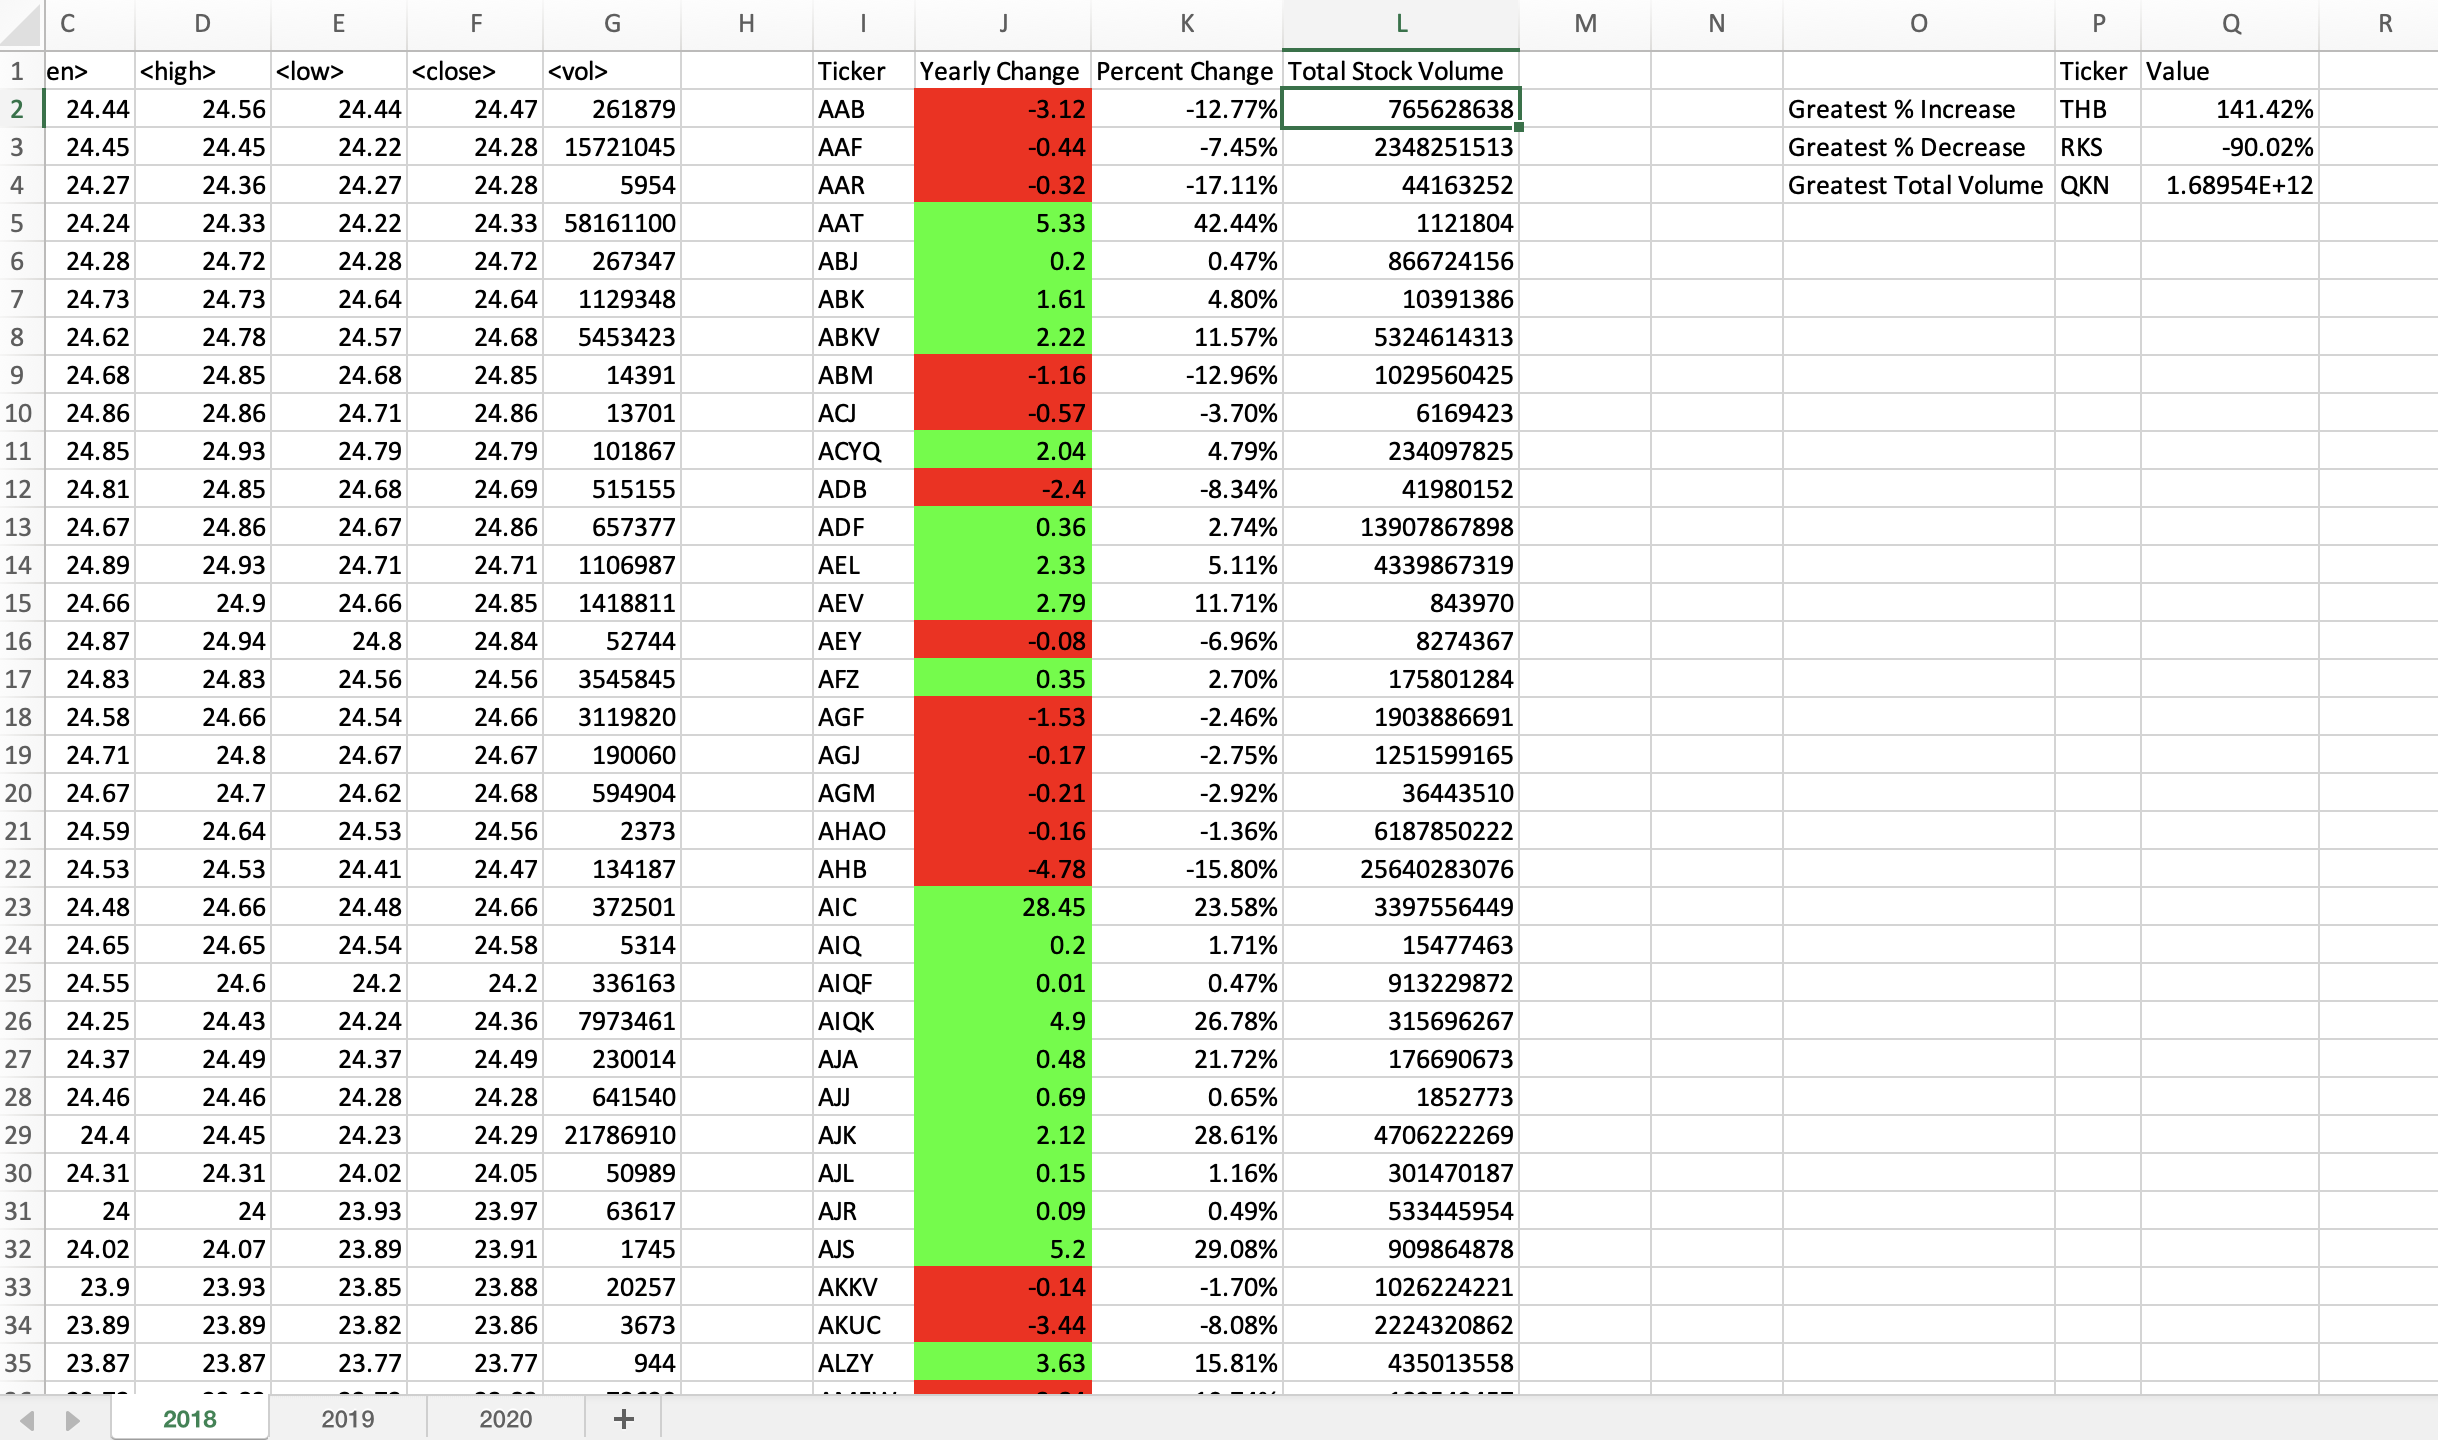 C D E F G H I J K L M N O P Q R
1 en> <high> <low> <close> <vol> Ticker Yearly Change Percent Change Total Stock Volume Ticker Value
2 24.44 24.56 24.44 24.47 261879 AAB -3.12 -12.77% 765628638 Greatest % Increase THB 141.42%
3 24.45 24.45 24.22 24.28 15721045 AAF -0.44 -7.45% 2348251513 Greatest % Decrease RKS -90.02%
4 24.27 24.36 24.27 24.28 5954 AAR -0.32 -17.11% 44163252 Greatest Total Volume QKN 1.68954E+12
5 24.24 24.33 24.22 24.33 58161100 AAT 5.33 42.44% 1121804
6 24.28 24.72 24.28 24.72 267347 ABJ 0.2 0.47% 866724156
7 24.73 24.73 24.64 24.64 1129348 ABK 1.61 4.80% 10391386
8 24.62 24.78 24.57 24.68 5453423 ABKV 2.22 11.57% 5324614313
9 24.68 24.85 24.68 24.85 14391 ABM -1.16 -12.96% 1029560425
10 24.86 24.86 24.71 24.86 13701 ACJ -0.57 -3.70% 6169423
11 24.85 24.93 24.79 24.79 101867 ACYQ 2.04 4.79% 234097825
12 24.81 24.85 24.68 24.69 515155 ADB -2.4 -8.34% 41980152
13 24.67 24.86 24.67 24.86 657377 ADF 0.36 2.74% 13907867898
14 24.89 24.93 24.71 24.71 1106987 AEL 2.33 5.11% 4339867319
15 24.66 24.9 24.66 24.85 1418811 AEV 2.79 11.71% 843970
16 24.87 24.94 24.8 24.84 52744 AEY -0.08 -6.96% 8274367
17 24.83 24.83 24.56 24.56 3545845 AFZ 0.35 2.70% 175801284
18 24.58 24.66 24.54 24.66 3119820 AGF -1.53 -2.46% 1903886691
19 24.71 24.8 24.67 24.67 190060 AGJ -0.17 -2.75% 1251599165
20 24.67 24.7 24.62 24.68 594904 AGM -0.21 -2.92% 36443510
21 24.59 24.64 24.53 24.56 2373 AHAO -0.16 -1.36% 6187850222
22 24.53 24.53 24.41 24.47 134187 AHB -4.78 -15.80% 25640283076
23 24.48 24.66 24.48 24.66 372501 AIC 28.45 23.58% 3397556449
24 24.65 24.65 24.54 24.58 5314 AIQ 0.2 1.71% 15477463
25 24.55 24.6 24.2 24.2 336163 AIQF 0.01 0.47% 913229872
26 24.25 24.43 24.24 24.36 7973461 AIQK 4.9 26.78% 315696267
27 24.37 24.49 24.37 24.49 230014 AJA 0.48 21.72% 176690673
28 24.46 24.46 24.28 24.28 641540 AJJ 0.69 0.65% 1852773
29 24.4 24.45 24.23 24.29 21786910 AJK 2.12 28.61% 4706222269
30 24.31 24.31 24.02 24.05 50989 AJL 0.15 1.16% 301470187
31 24 24 23.93 23.97 63617 AJR 0.09 0.49% 533445954
32 24.02 24.07 23.89 23.91 1745 AJS 5.2 29.08% 909864878
33 23.9 23.93 23.85 23.88 20257 AKKV -0.14 -1.70% 1026224221
34 23.89 23.89 23.82 23.86 3673 AKUC -3.44 -8.08% 2224320862
35 23.87 23.87 23.77 23.77 944 ALZY 3.63 15.81% 435013558
2018 2019 2020 +